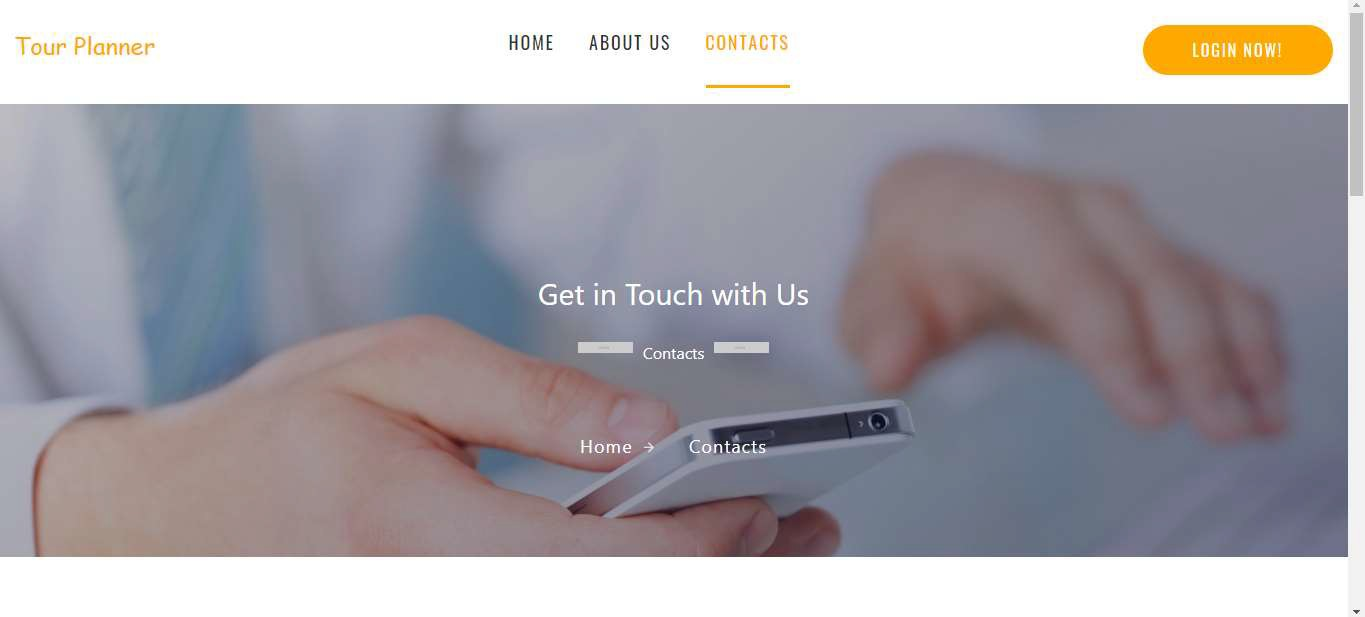 Tour Planner
HOME ABOUT US CONTACTS
LOGIN NOW!
Get in Touch with Us
Contacts
Home → Contacts